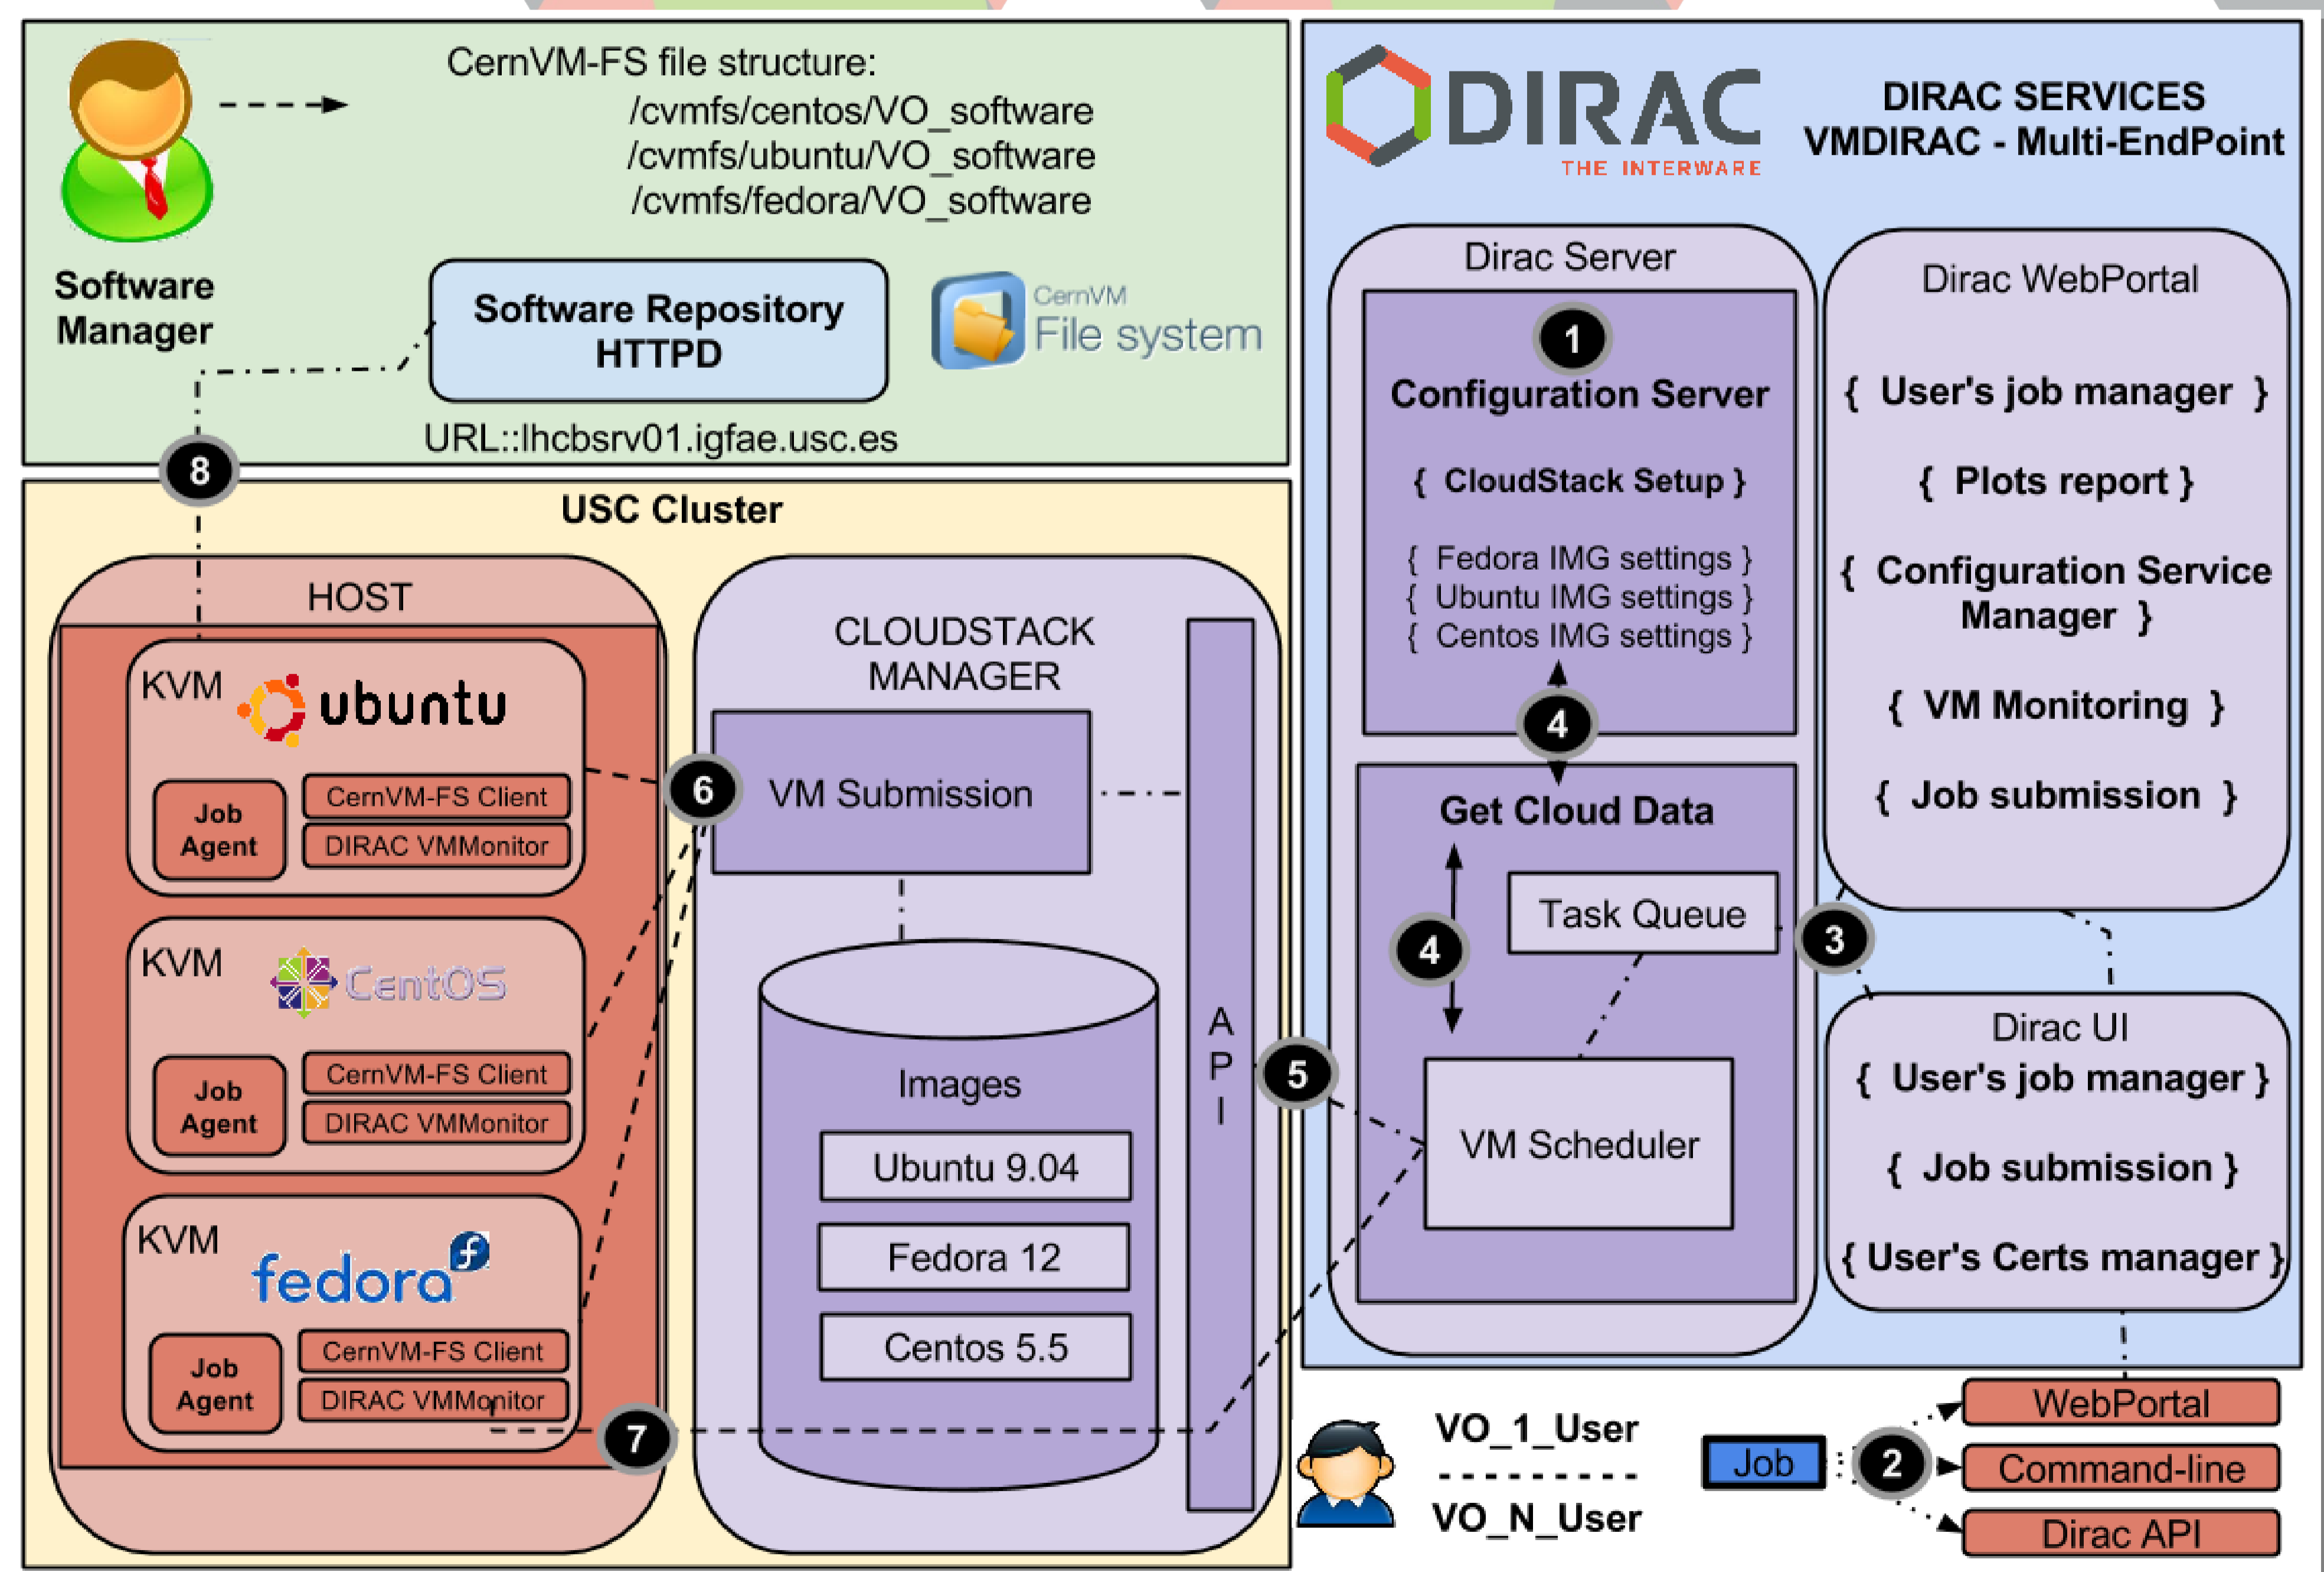 CernVM-FS file structure:
/cvmfs/centos/VO_software
/cvmfs/ubuntu/VO_software
/cvmfs/fedora/VO_software
Software
Manager
Software Repository
HTTPD
CernVM
File system
URL::lhcbsrv01.igfae.usc.es
8
USC Cluster
HOST
KVM
ubuntu
Job
Agent
CernVM-FS Client
DIRAC VMMonitor
KVM
CentOS
Job
Agent
CernVM-FS Client
DIRAC VMMonitor
KVM
fedora
f
Job
Agent
CernVM-FS Client
DIRAC VMMonitor
6
7
CLOUDSTACK
MANAGER
VM Submission
Images
Ubuntu 9.04
Fedora 12
Centos 5.5
A
P
I
5
DIRAC
THE INTERWARE
DIRAC SERVICES
VMDIRAC - Multi-EndPoint
Dirac Server
1
Configuration Server
{ CloudStack Setup }
{ Fedora IMG settings }
{ Ubuntu IMG settings }
{ Centos IMG settings }
4
Get Cloud Data
4
Task Queue
VM Scheduler
3
Dirac WebPortal
{ User's job manager }
{ Plots report }
{ Configuration Service
Manager }
{ VM Monitoring }
{ Job submission }
Dirac UI
{ User's job manager }
{ Job submission }
{ User's Certs manager }
VO_1_User
---------
VO_N_User
Job
2
WebPortal
Command-line
Dirac API